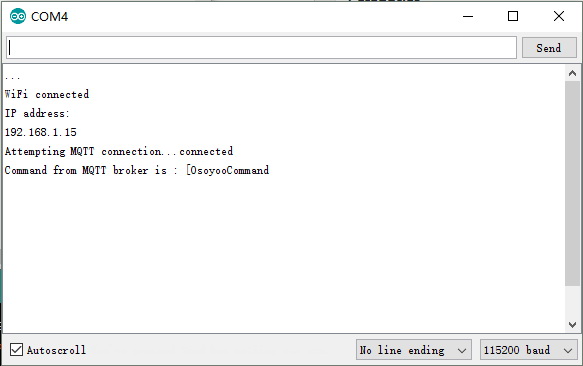 COM4
Send
...
WiFi connected
IP address:
192.168.1.15
Attempting MQTT connection...connected
Command from MQTT broker is : [OsoyooCommand
Autoscroll
No line ending
115200 baud